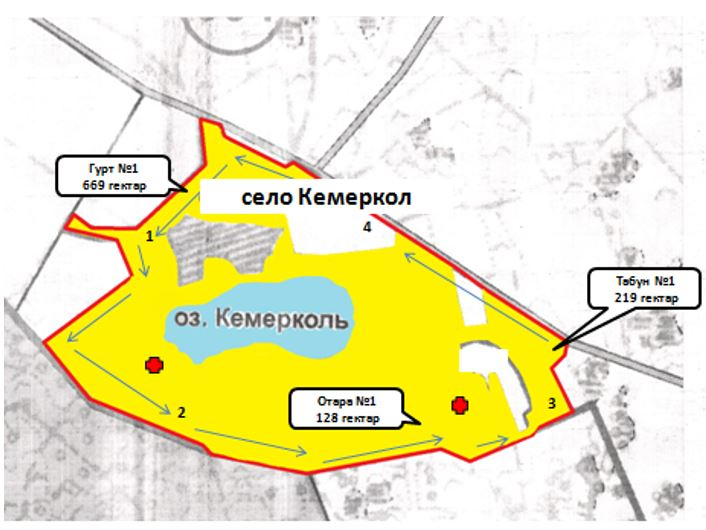 Гурт №1
669 гектар
село Кемеркол
4
1
оз. Кемерколь
Табун №1
219 гектар
Отара №1
128 гектар
2
3